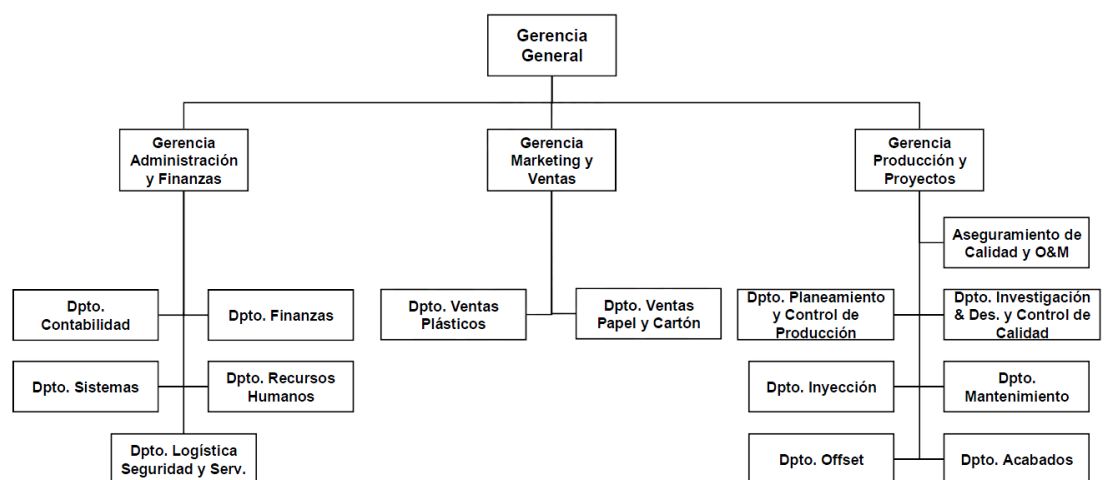 Gerencia
General
Gerencia
Administración
y Finanzas
Gerencia
Marketing y
Ventas
Gerencia
Producción y
Proyectos
Aseguramiento de
Calidad y O&M
Dpto.
Contabilidad
Dpto. Finanzas
Dpto. Ventas
Plásticos
Dpto. Ventas
Papel y Cartón
Dpto. Planeamiento
y Control de
Producción
Dpto. Investigación
& Des. y Control de
Calidad
Dpto. Sistemas
Dpto. Recursos
Humanos
Dpto. Inyección
Dpto.
Mantenimiento
Dpto. Logística
Seguridad y Serv.
Dpto. Offset
Dpto. Acabados